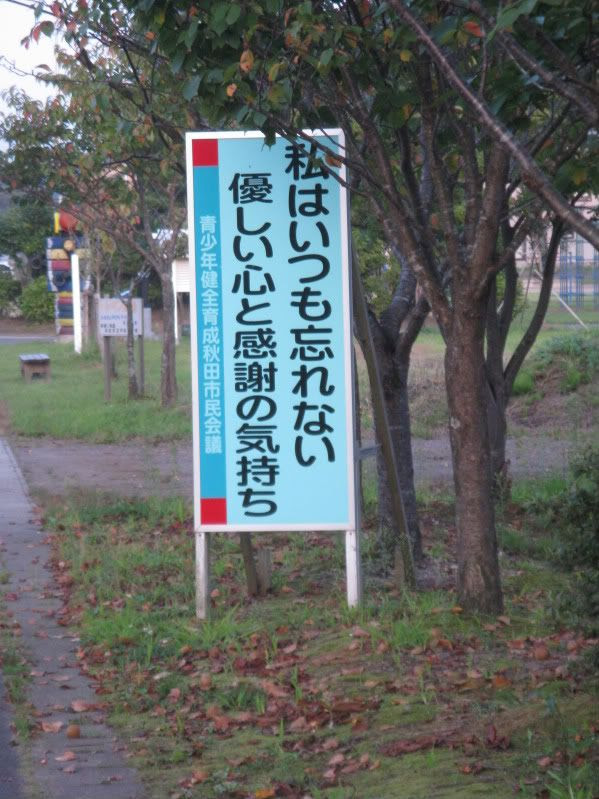 私はいつも忘れない
優しい心と感謝の気持ち
青少年健全育成秋田市民会議